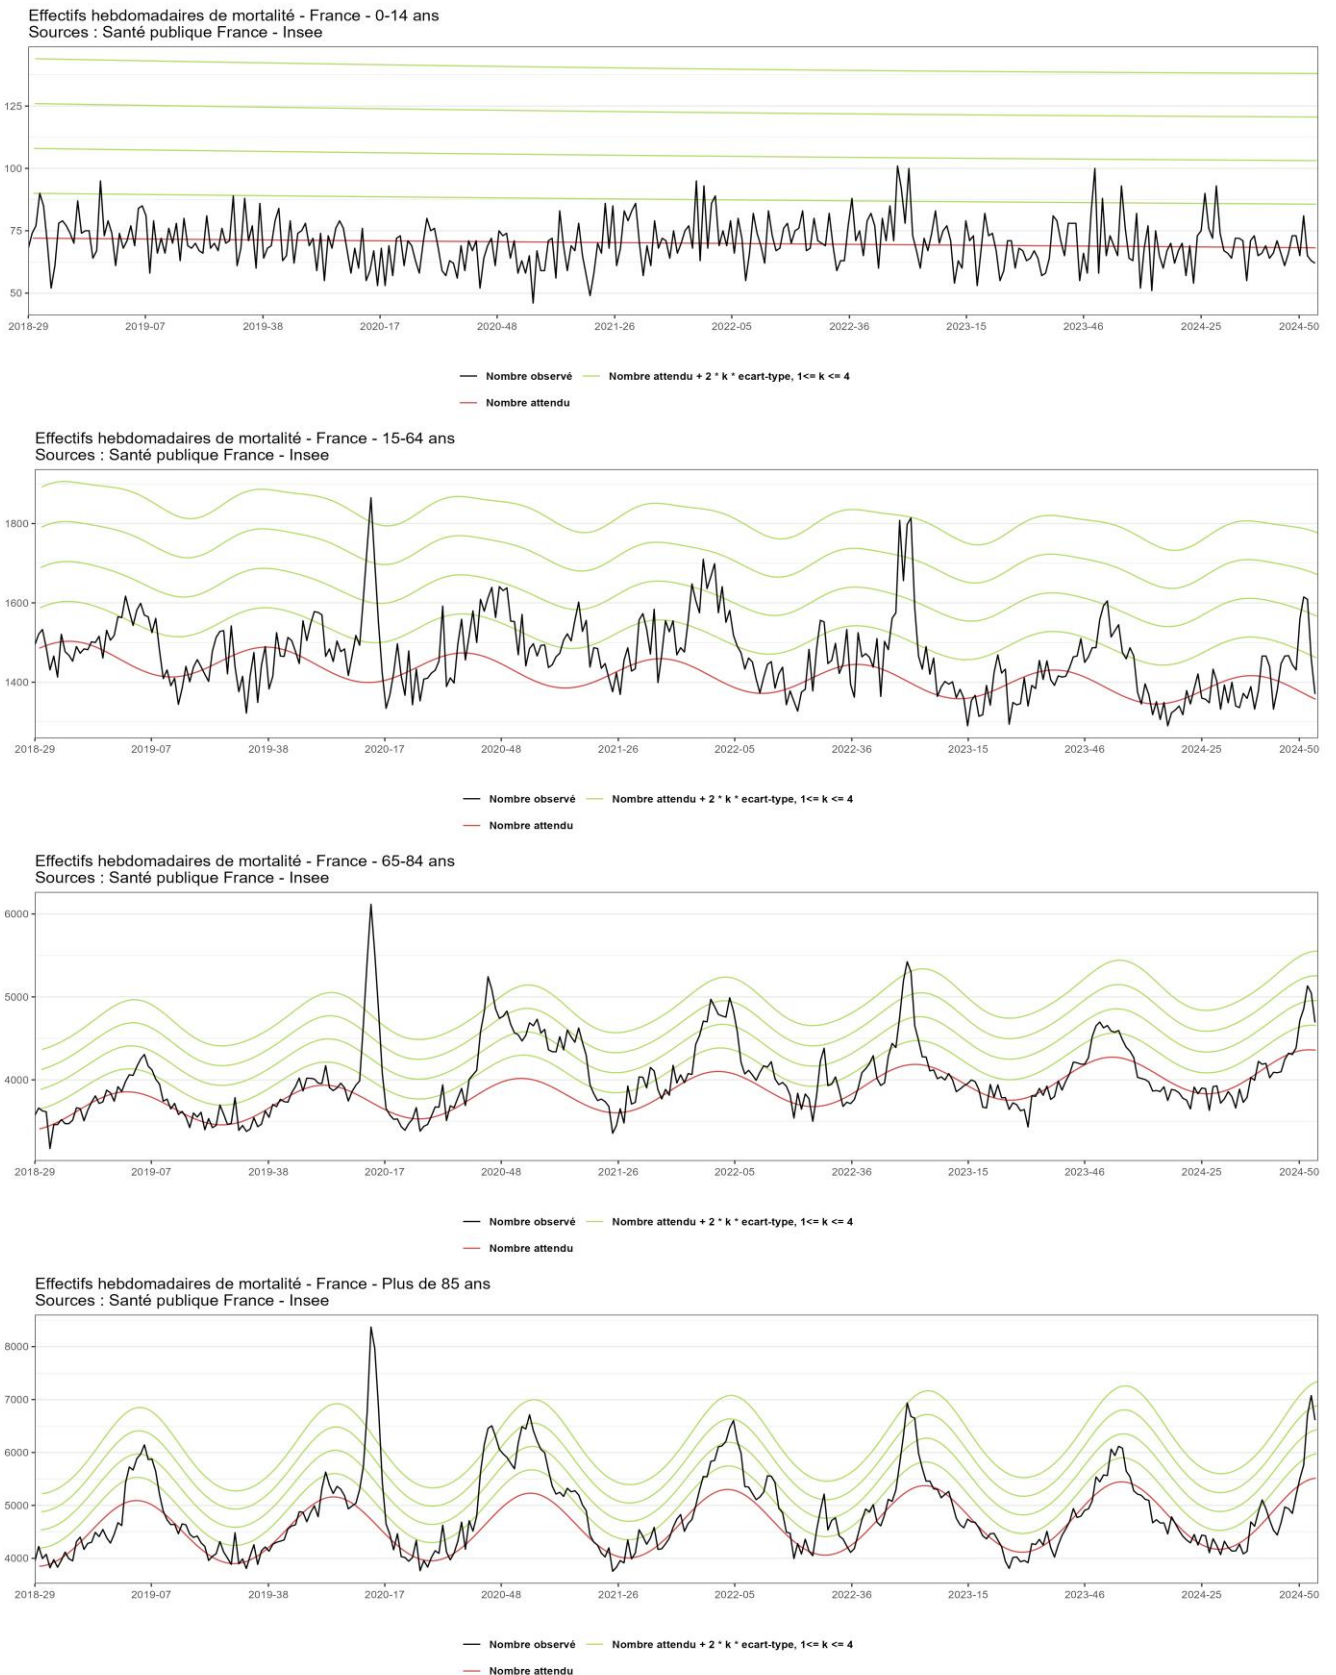 Effectifs hebdomadaires de mortalité - France - 0-14 ans
Sources : Santé publique France - Insee
125
100
75
50
2018-29 2019-07 2019-38 2020-17 2020-48 2021-26 2022-05 2022-36 2023-15 2023-46 2024-25 2024-50
Nombre observé Nombre attendu + 2 * k * ecart-type, 1<= k <= 4
Nombre attendu
Effectifs hebdomadaires de mortalité - France - 15-64 ans
Sources : Santé publique France - Insee
1800
1600
1400
2018-29 2019-07 2019-38 2020-17 2020-48 2021-26 2022-05 2022-36 2023-15 2023-46 2024-25 2024-50
Nombre observé Nombre attendu + 2 * k * ecart-type, 1<= k <= 4
Nombre attendu
Effectifs hebdomadaires de mortalité - France - 65-84 ans
Sources : Santé publique France - Insee
6000
5000
4000
2018-29 2019-07 2019-38 2020-17 2020-48 2021-26 2022-05 2022-36 2023-15 2023-46 2024-25 2024-50
Nombre observé Nombre attendu + 2 * k * ecart-type, 1<= k <= 4
Nombre attendu
Effectifs hebdomadaires de mortalité - France - Plus de 85 ans
Sources : Santé publique France - Insee
8000
7000
6000
5000
4000
2018-29 2019-07 2019-38 2020-17 2020-48 2021-26 2022-05 2022-36 2023-15 2023-46 2024-25 2024-50
Nombre observé Nombre attendu + 2 * k * ecart-type, 1<= k <= 4
Nombre attendu